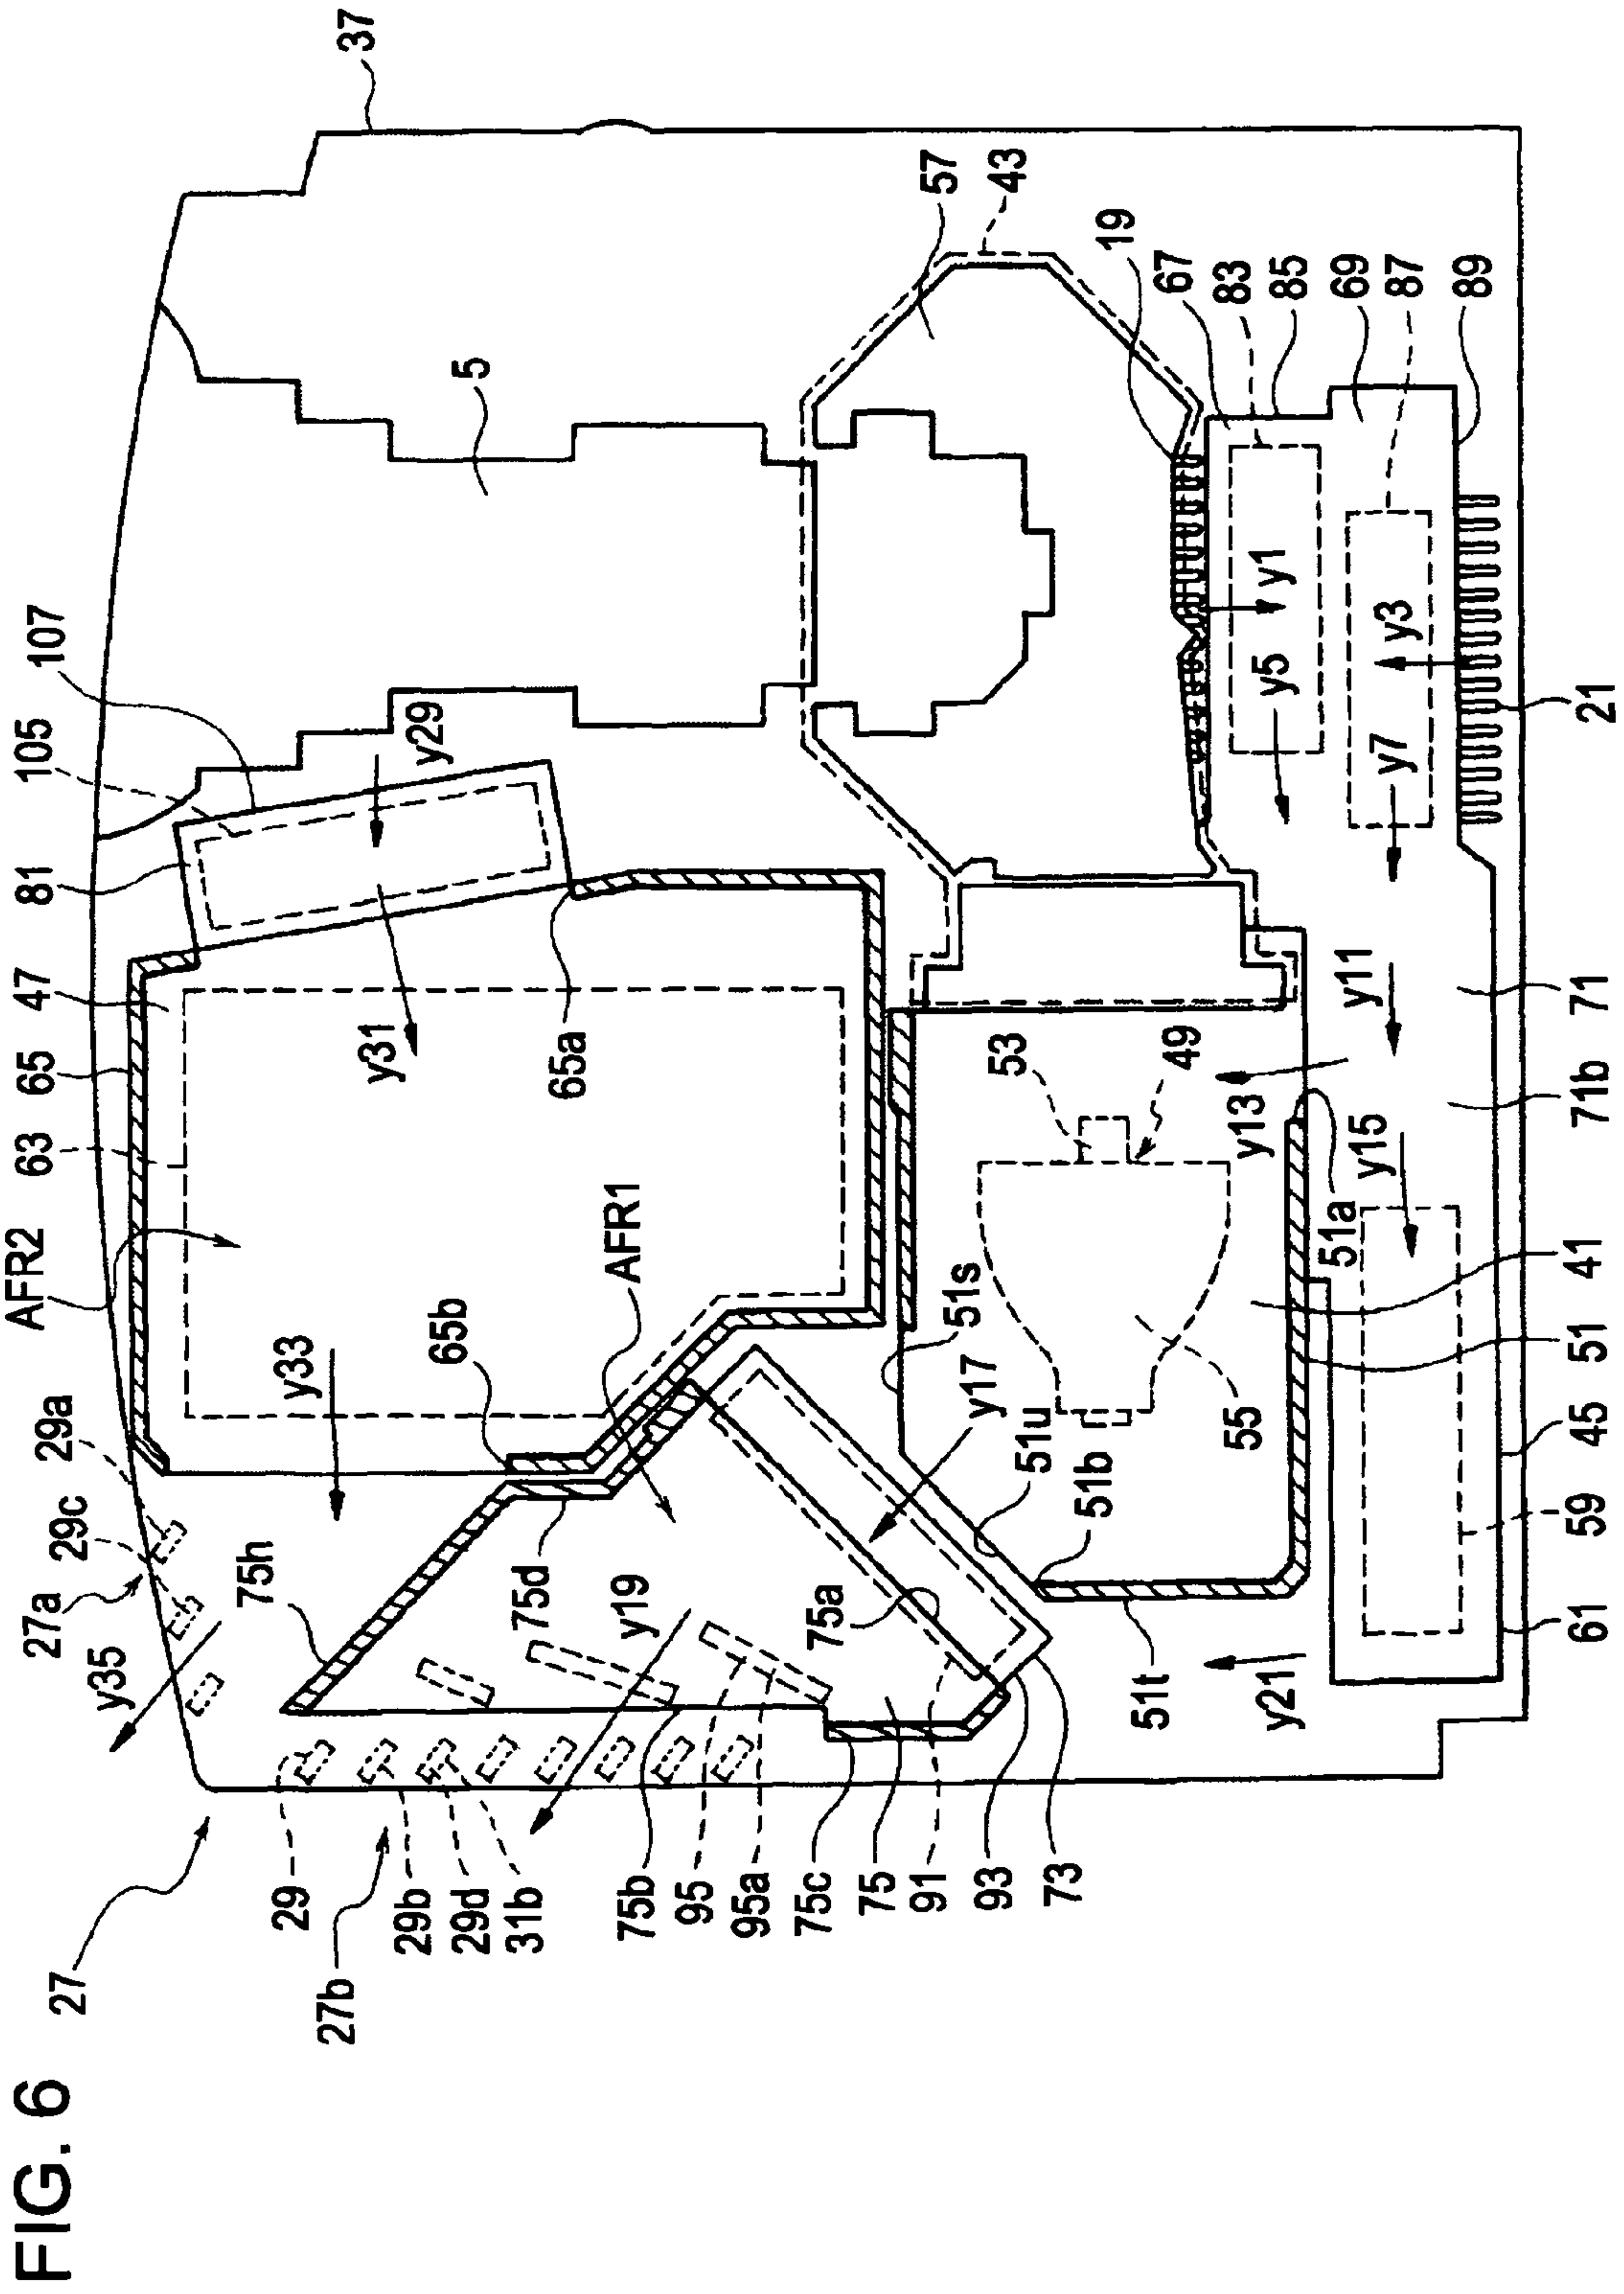 FIG. 6
27
27a
27b
29
29a
29b
29c
29d
31b
y35
y33
y19
75h
75d
75b
95
95a
75c
75
75a
91
93
73
AFR2
AFR1
63
65
47
81
105
107
y29
y31
65a
65b
5
37
57
43
19
67
83
85
69
87
89
y1
y5
y3
y7
21
71
71b
y11
y13
y15
53
49
51s
51u
51b
51a
y17
55
41
51
45
59
61
51t
y21